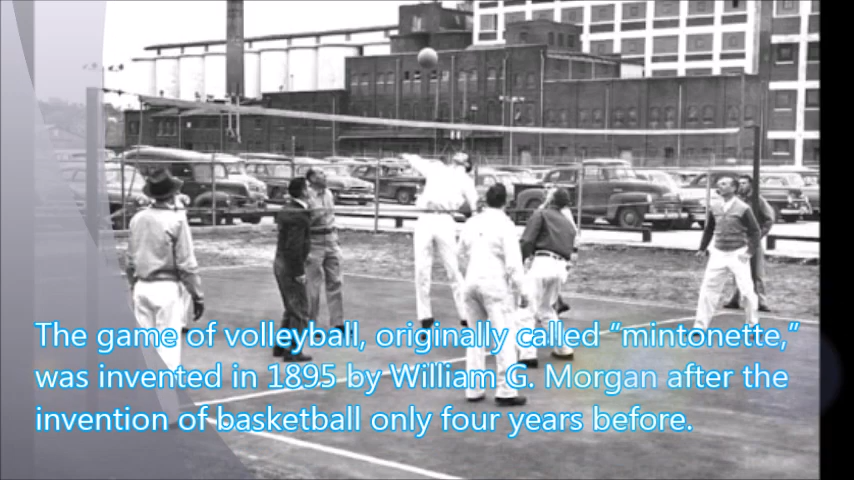 The game of volleyball, originally called “mintonette,”
was invented in 1895 by William G. Morgan after the
invention of basketball only four years before.